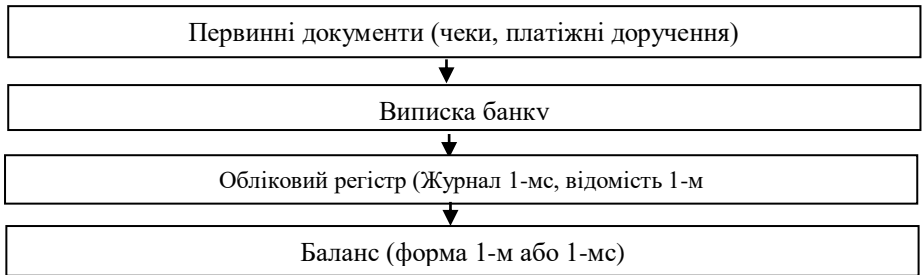 Первинні документи (чеки, платіжні доручення)
Виписка банку
Обліковий регістр (Журнал 1-мс, відомість 1-м
Баланс (форма 1-м або 1-мс)